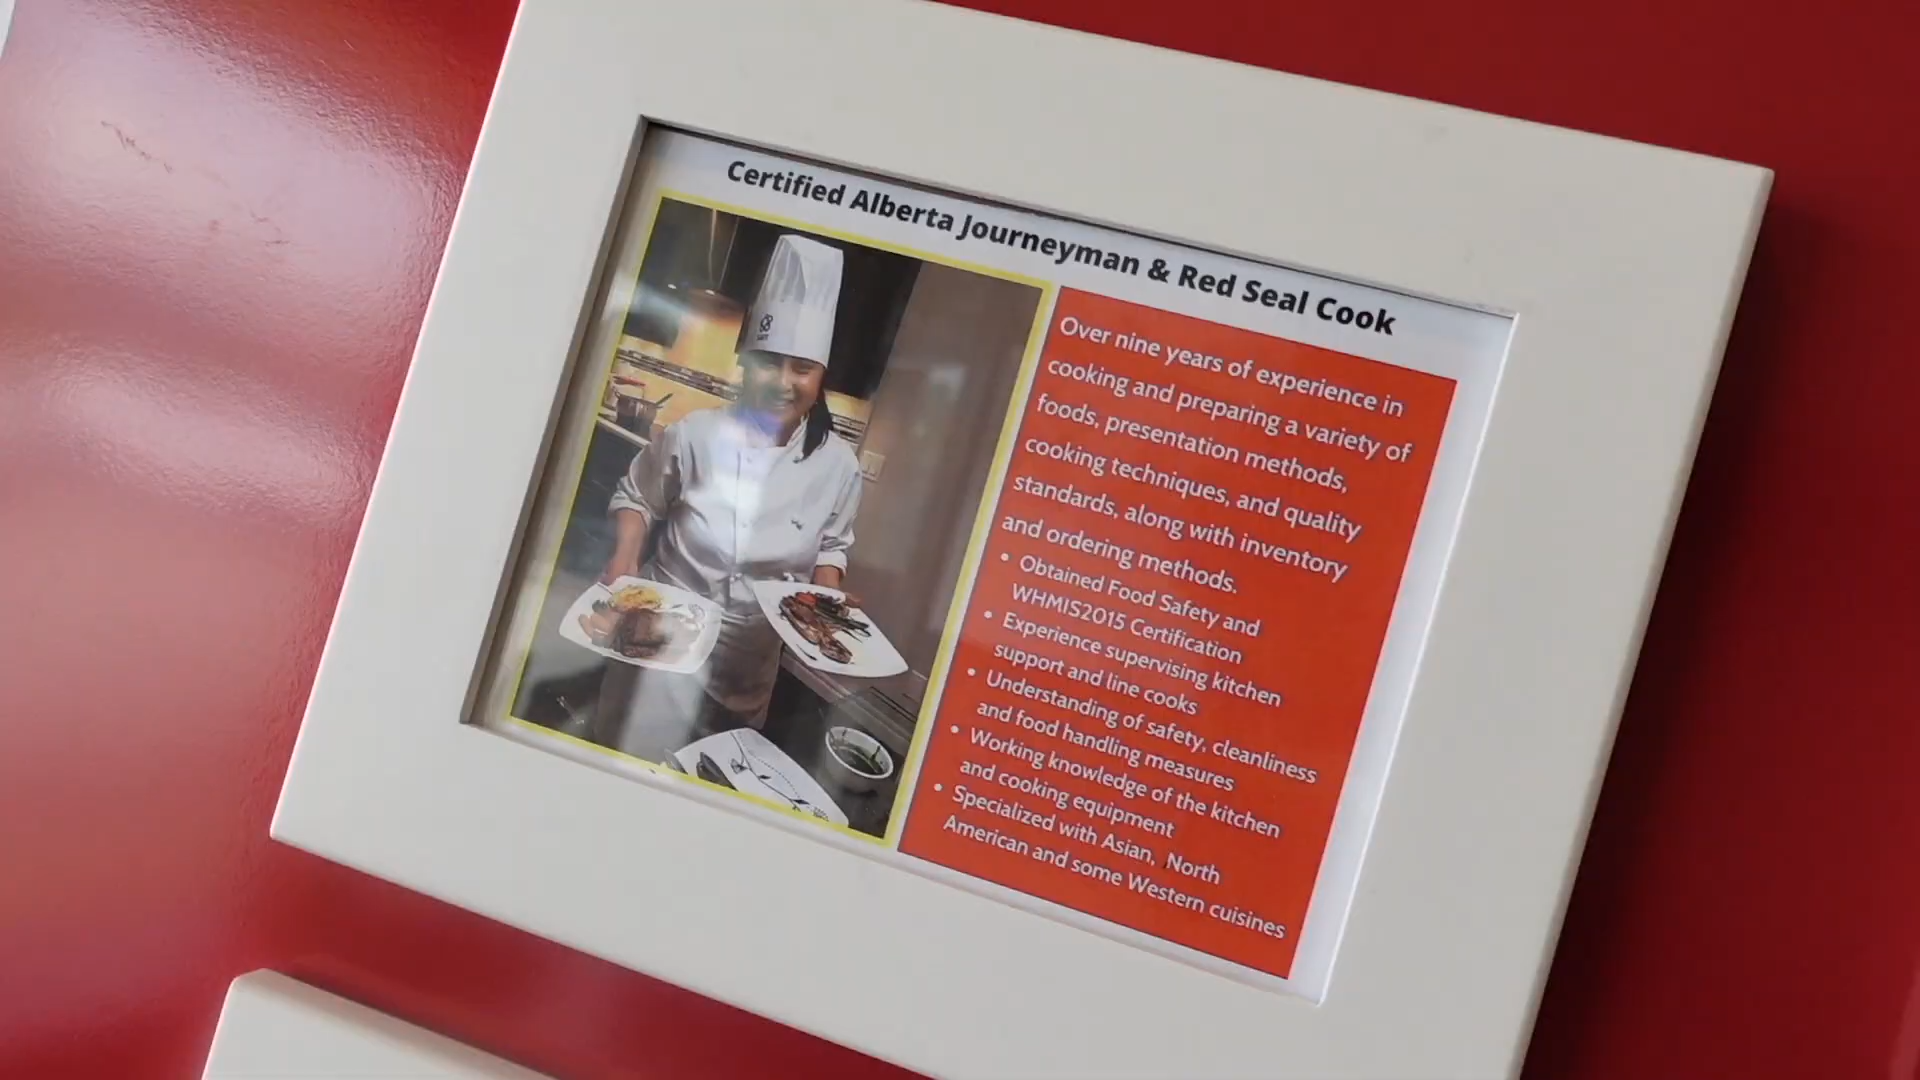 Certified Alberta Journeyman & Red Seal Cook
Over nine years of experience in
cooking and preparing a variety of
foods, presentation methods,
cooking techniques, and quality
standards, along with inventory
and ordering methods.
• Obtained Food Safety and
WHMIS2015 Certification
• Experience supervising kitchen
support and line cooks
• Understanding of safety, cleanliness
and food handling measures
• Working knowledge of the kitchen
and cooking equipment
• Specialized with Asian, North
American and some Western cuisines